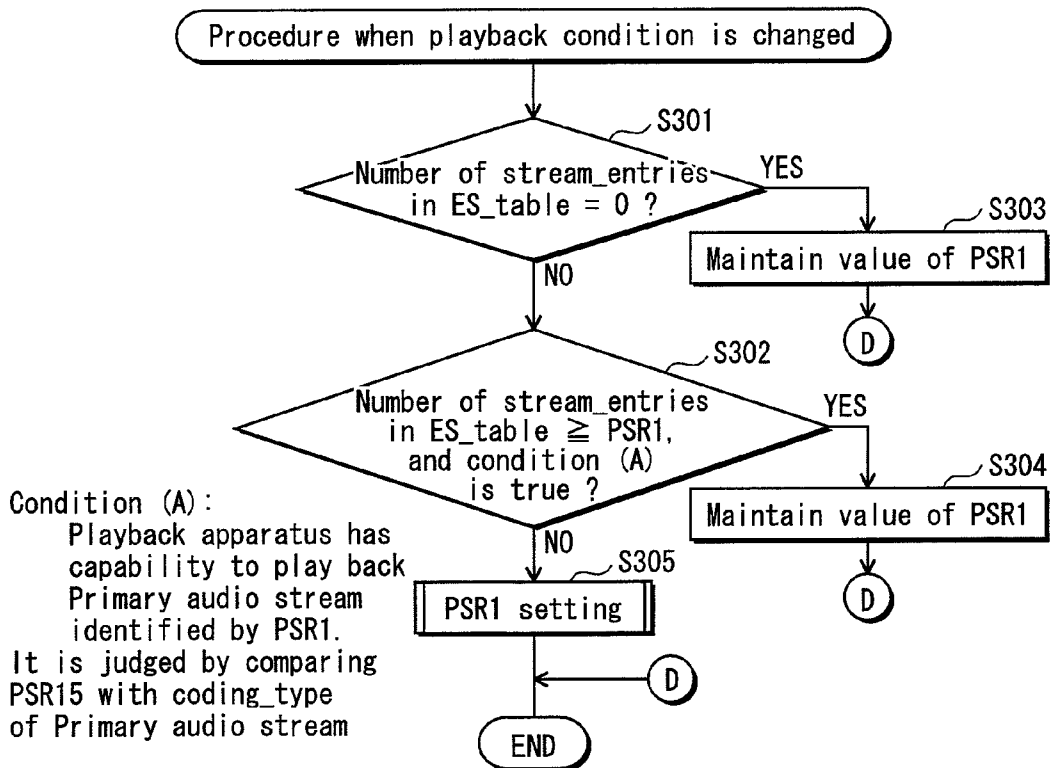 Procedure when playback condition is changed
S301
Number of stream_entries
in ES_table = 0 ?
YES
NO
S303
Maintain value of PSR1
D
S302
Number of stream_entries
in ES_table ≧ PSR1,
and condition (A)
is true ?
YES
NO
S304
Maintain value of PSR1
D
Condition (A):
Playback apparatus has
capability to play back
Primary audio stream
identified by PSR1.
It is judged by comparing
PSR15 with coding_type
of Primary audio stream
S305
PSR1 setting
D
END